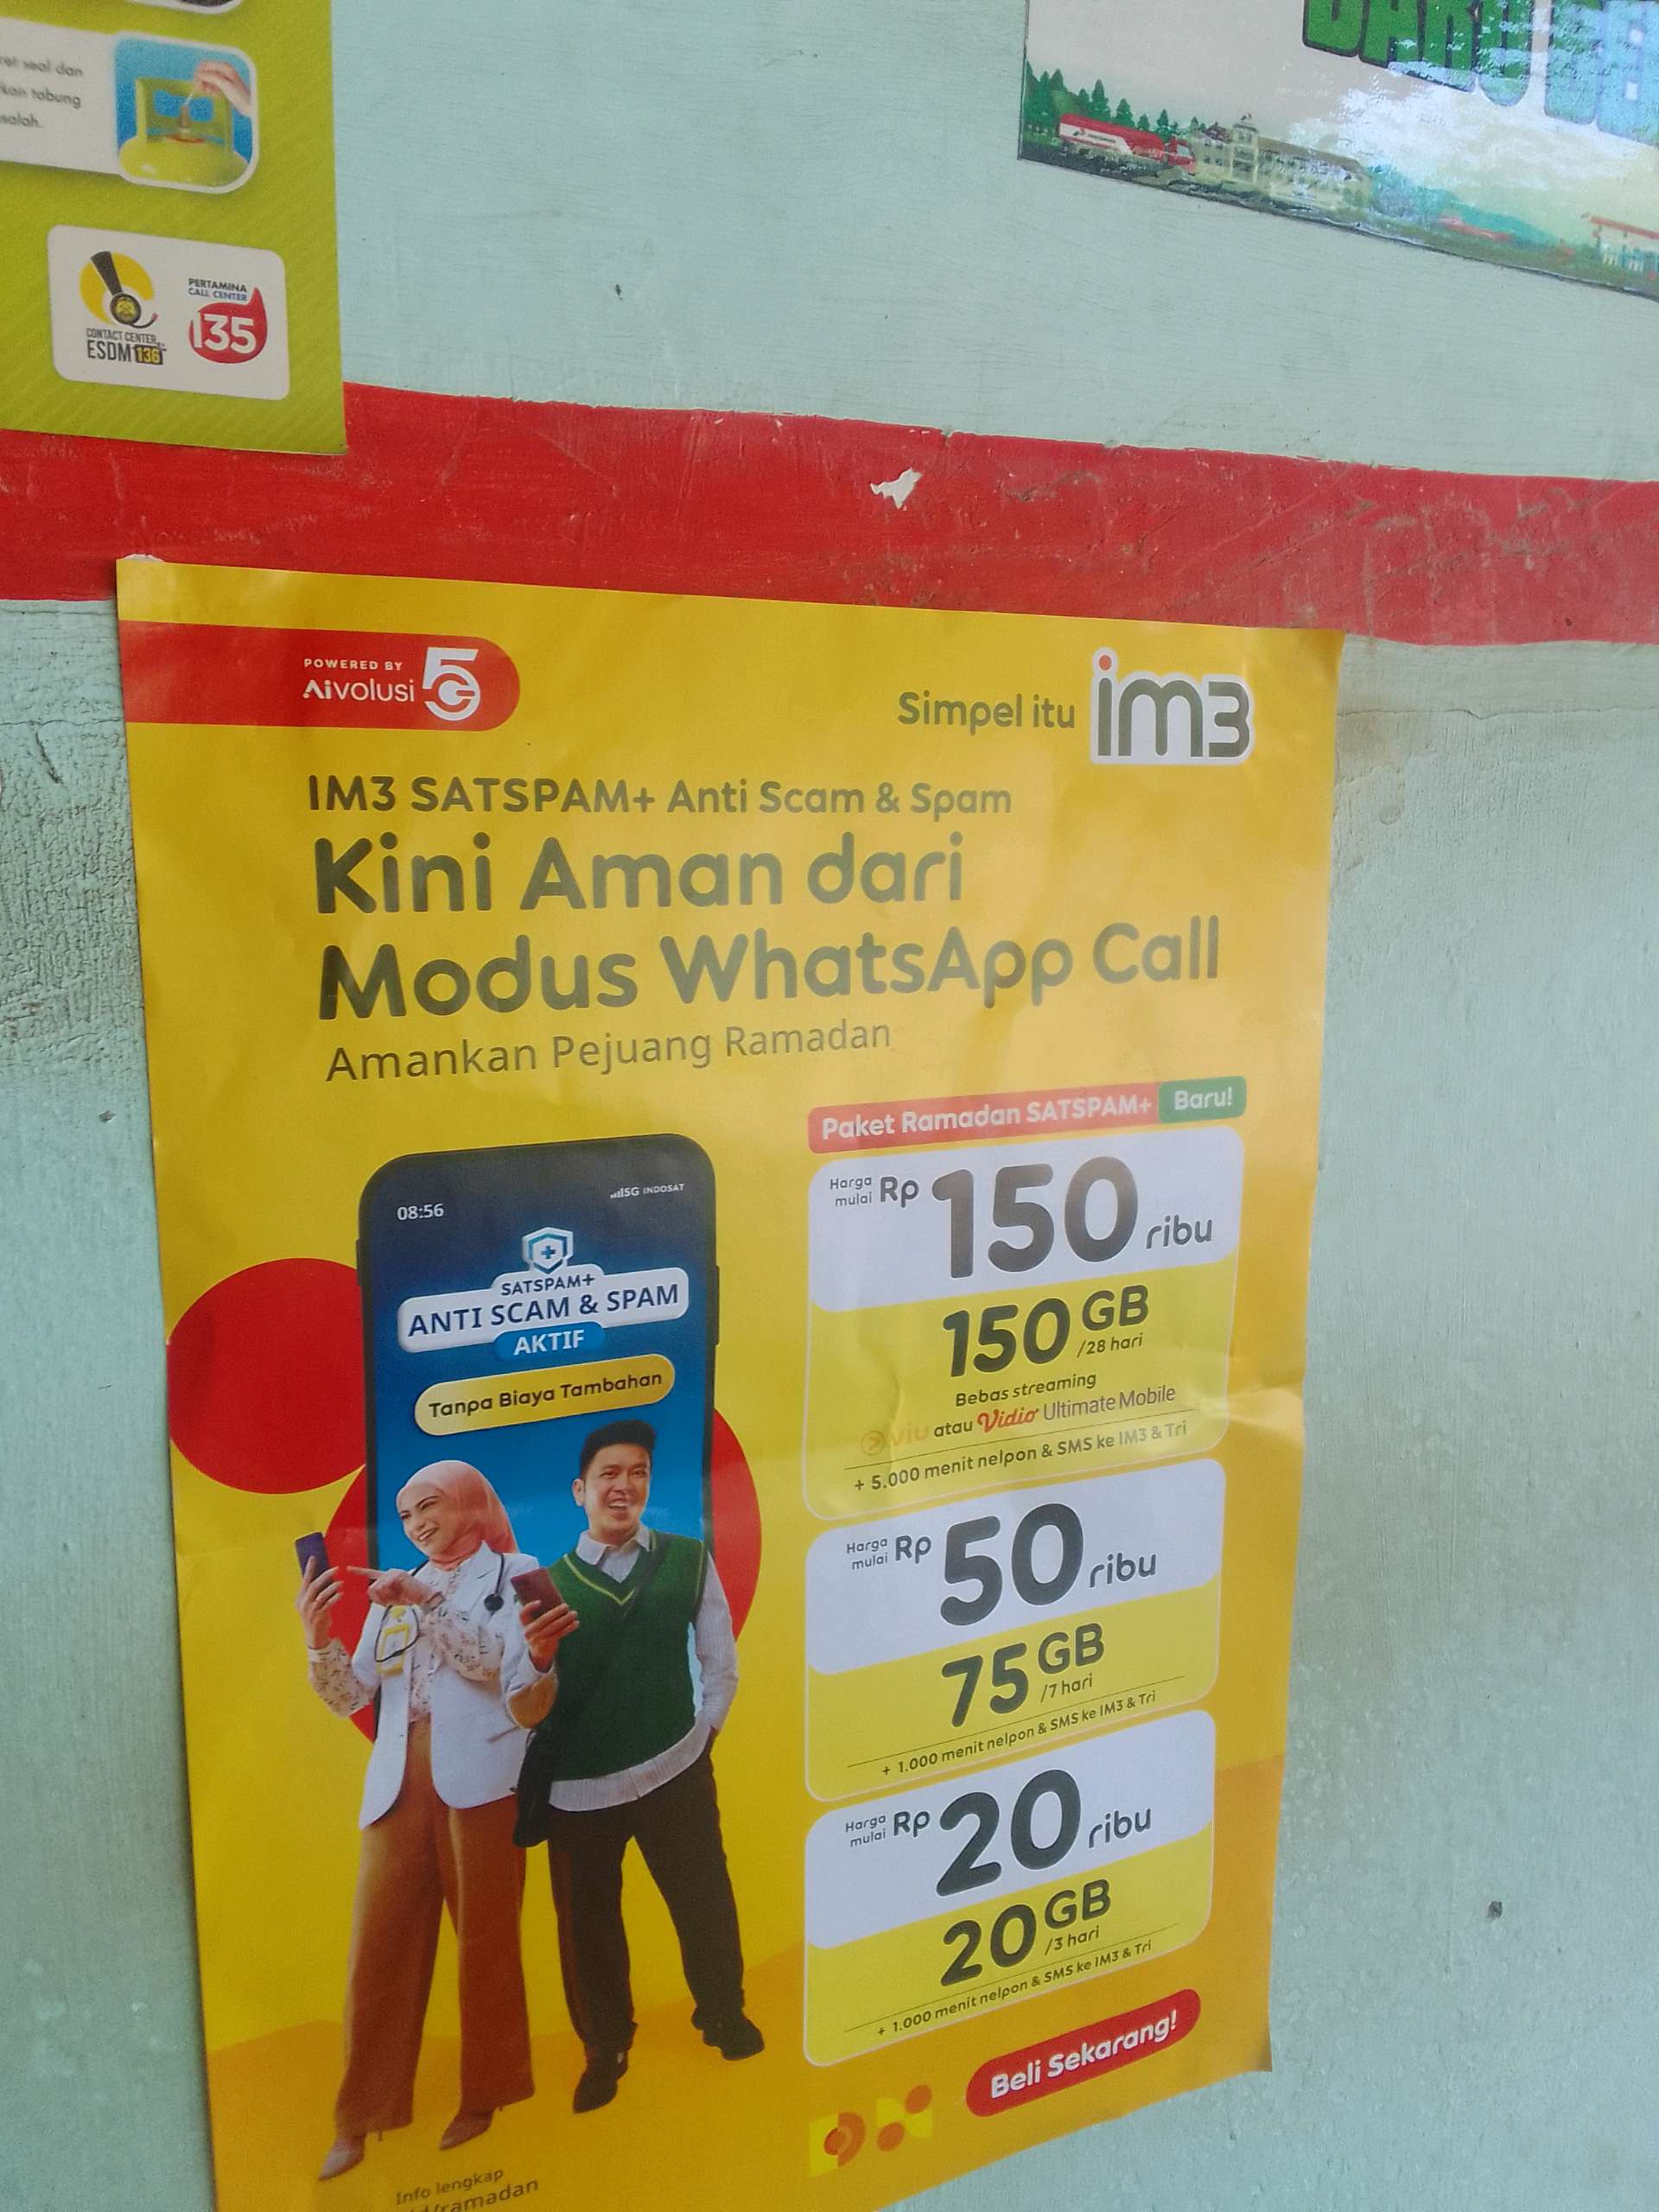 ret seal dan
kan tabung
salah.
CONTACT CENTER
ESDM 136
PERTAMINA
CALL CENTER
135
POWERED BY
Aivolusi 5G
Simpel itu im3
IM3 SATSPAM+ Anti Scam & Spam
Kini Aman dari
Modus WhatsApp Call
Amankan Pejuang Ramadan
Paket Ramadan SATSPAM+ Baru!
Harga mulai Rp 150 ribu
150 GB /28 hari
Bebas streaming
viu atau Vidio Ultimate Mobile
+ 5.000 menit nelpon & SMS ke IM3 & Tri
Harga mulai Rp 50 ribu
75 GB /7 hari
+ 1.000 menit nelpon & SMS ke IM3 & Tri
Harga mulai Rp 20 ribu
20 GB /3 hari
+ 1.000 menit nelpon & SMS ke IM3 & Tri
Beli Sekarang!
08:56
5G INDOSAT
SATSPAM+
ANTI SCAM & SPAM
AKTIF
Tanpa Biaya Tambahan
Info lengkap
/ramadan